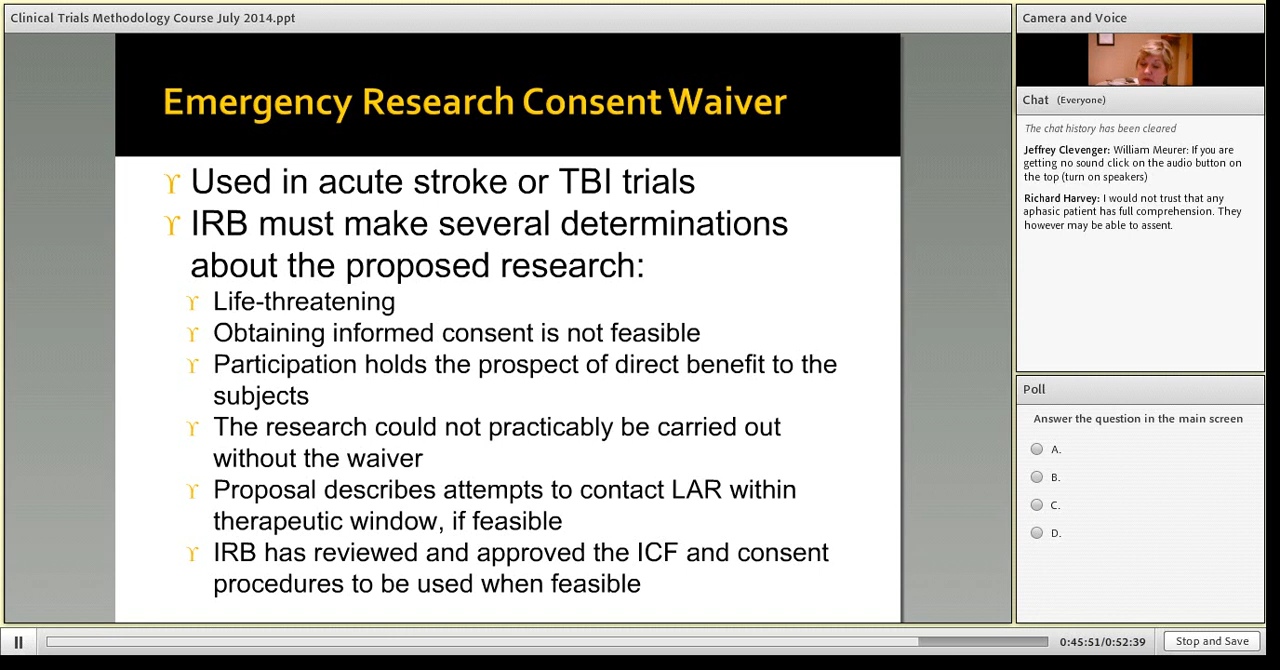 Clinical Trials Methodology Course July 2014.ppt
Emergency Research Consent Waiver
Used in acute stroke or TBI trials
IRB must make several determinations
about the proposed research:
Life-threatening
Obtaining informed consent is not feasible
Participation holds the prospect of direct benefit to the
subjects
The research could not practicably be carried out
without the waiver
Proposal describes attempts to contact LAR within
therapeutic window, if feasible
IRB has reviewed and approved the ICF and consent
procedures to be used when feasible
Camera and Voice
Chat (Everyone)
The chat history has been cleared
Jeffrey Clevenger: William Meurer: If you are
getting no sound click on the audio button on
the top (turn on speakers)
Richard Harvey: I would not trust that any
aphasic patient has full comprehension. They
however may be able to assent.
Poll
Answer the question in the main screen
A.
B.
C.
D.
0:45:51/0:52:39
Stop and Save